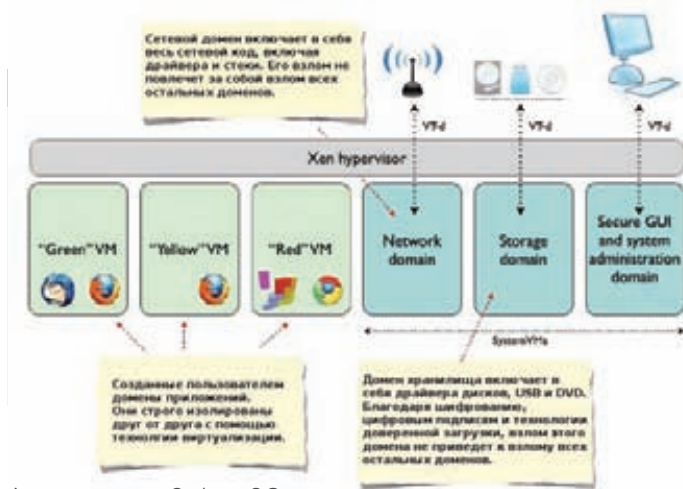 Сетевой домен включает в себя
весь сетевой код, включая
драйвера и стеки. Его взлом не
повлечет за собой взлом всех
остальных доменов.
VT-d
VT-d
VT-d
Xen hypervisor
"Green" VM
"Yellow" VM
"Red" VM
Network
domain
Storage
domain
Secure GUI
and system
administration
domain
SystemVMs
Созданные пользователем
домены приложений.
Они строго изолированы
друг от друга с помощью
технолгии виртуализации.
Домен хранилища включает в
себя драйвера дисков, USB и DVD.
Благодаря шифрованию,
цифровым подписям и технологии
доверенной загрузки, взлом этого
домена не приведет к взлому всех
остальных доменов.